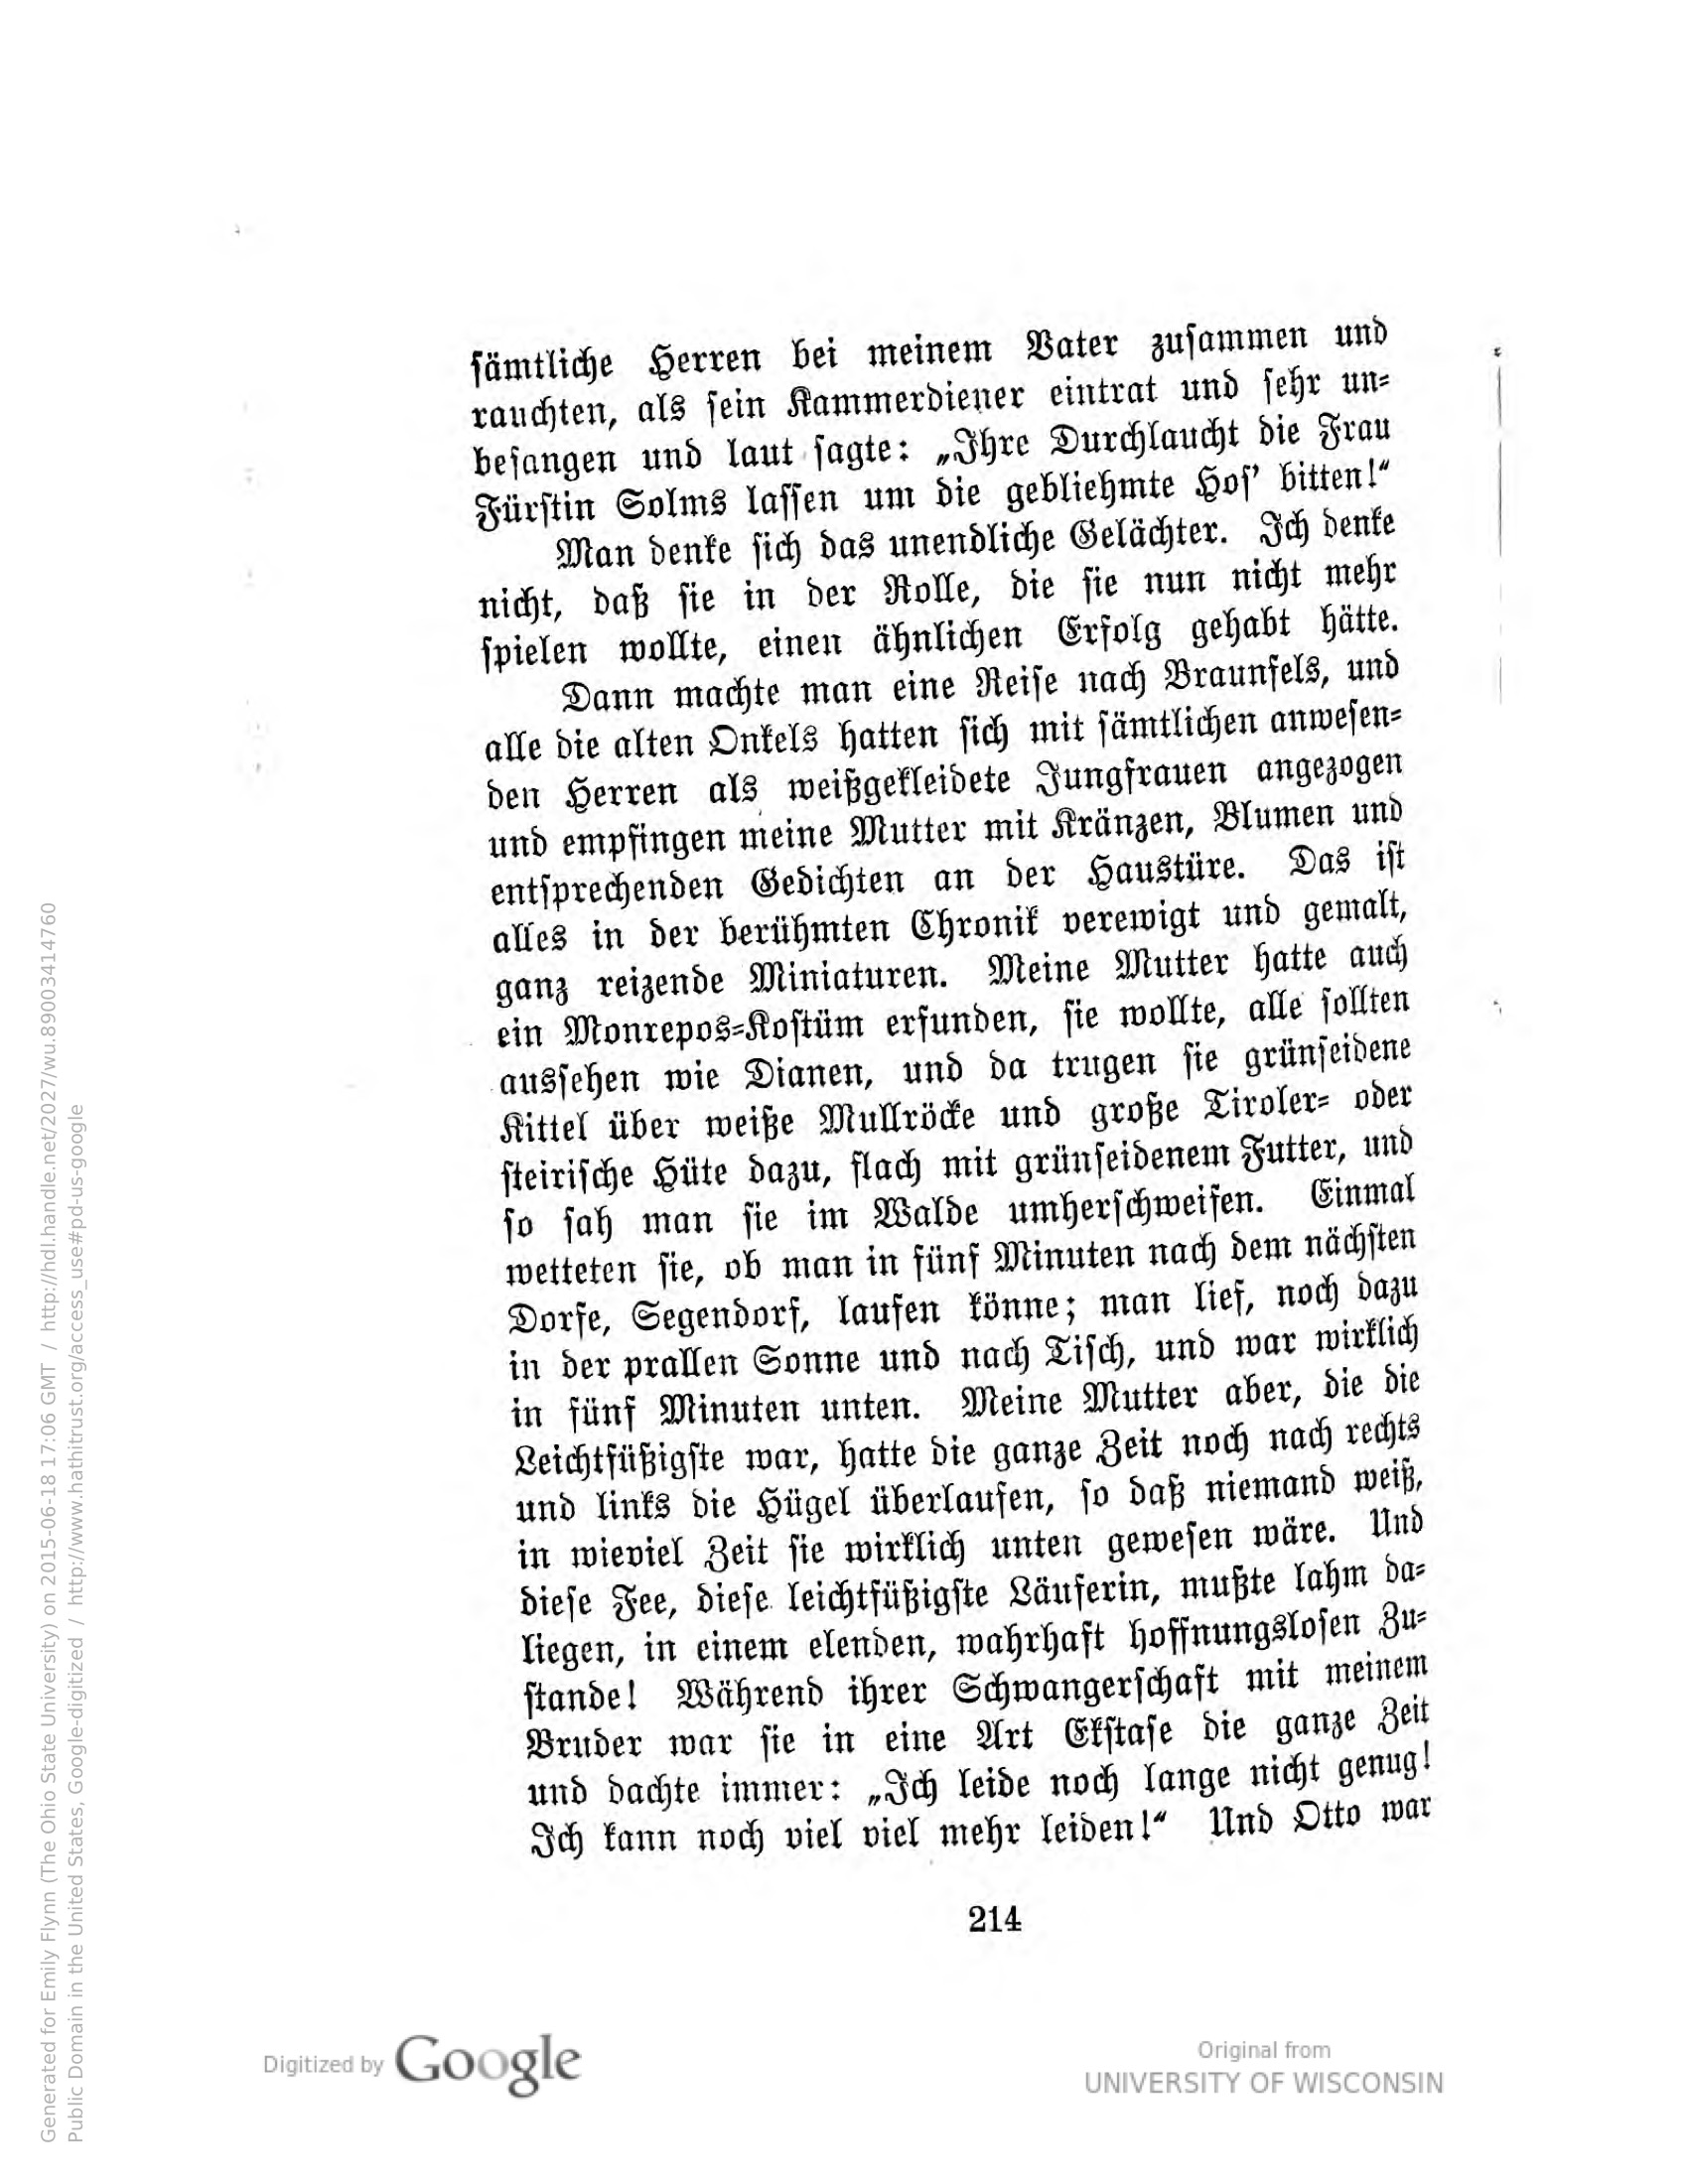 sämtliche Herren bei meinem Vater zusammen und
rauchten, als sein Kammerdiener eintrat und sehr un-
befangen und laut sagte: „Ihre Durchlaucht die Frau
Fürstin Solms lassen um die gebliehmte Hos' bitten!“
Man denke sich das unendliche Gelächter. Ich denke
nicht, daß sie in der Rolle, die sie nun nicht mehr
spielen wollte, einen ähnlichen Erfolg gehabt hätte.
Dann machte man eine Reise nach Braunfels, und
alle die alten Onkels hatten sich mit sämtlichen anwesen-
den Herren als weißgekleidete Jungfrauen angezogen
und empfingen meine Mutter mit Kränzen, Blumen und
entsprechenden Gedichten an der Haustüre. Das ist
alles in der berühmten Chronik verewigt und gemalt,
ganz reizende Miniaturen. Meine Mutter hatte auch
ein Monrepos-Kostüm erfunden, sie wollte, alle sollten
aussehen wie Dianen, und da trugen sie grünseidene
Kittel über weiße Mullröcke und große Tiroler- oder
steirische Hüte dazu, flach mit grünseidenem Futter, und
so sah man sie im Walde umherschweifen. Einmal
wetteten sie, ob man in fünf Minuten nach dem nächsten
Dorfe, Segendorf, laufen könne; man lief, noch dazu
in der prallen Sonne und nach Tisch, und war wirklich
in fünf Minuten unten. Meine Mutter aber, die die
Leichtfüßigste war, hatte die ganze Zeit noch nach rechts
und links die Hügel überlaufen, so daß niemand weiß,
in wieviel Zeit sie wirklich unten gewesen wäre. Und
diese Fee, diese leichtfüßigste Läuferin, mußte lahm da-
liegen, in einem elenden, wahrhaft hoffnungslosen Zu-
stande! Während ihrer Schwangerschaft mit meinem
Bruder war sie in eine Art Ekstase die ganze Zeit
und dachte immer: „Ich leide noch lange nicht genug!
Ich kann noch viel viel mehr leiden!“ Und Otto war
214
Generated for Emily Flynn (The Ohio State University) on 2015-06-18 17:06 GMT / http://hdl.handle.net/2027/wu.89003414760
Public Domain in the United States, Google-digitized / http://www.hathitrust.org/access_use#pd-us-google
Digitized by Google
Original from
UNIVERSITY OF WISCONSIN